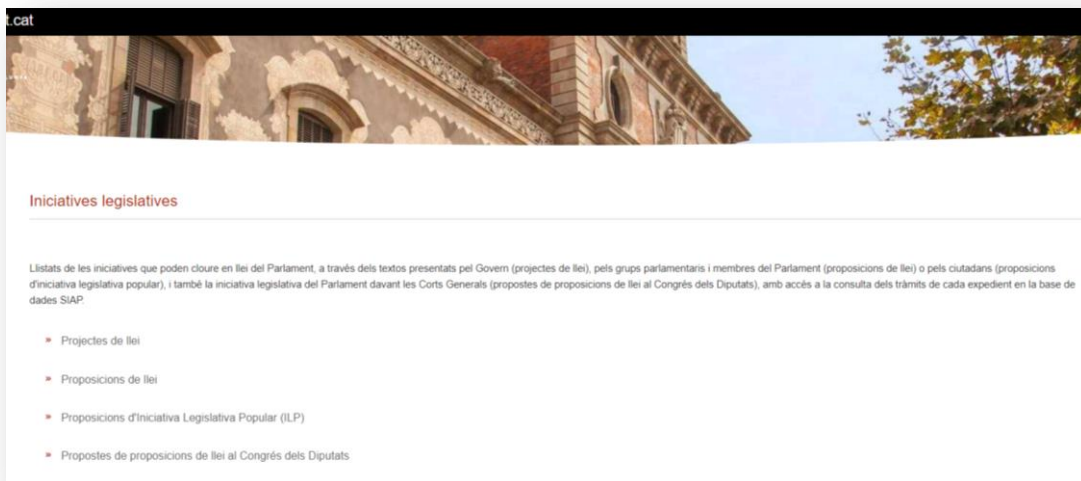 t.cat
Iniciatives legislatives
Llistats de les iniciatives que poden cloure en llei del Parlament, a través dels textos presentats pel Govern (projectes de llei), pels grups parlamentaris i membres del Parlament (proposicions de llei) o pels ciutadans (proposicions
d'iniciativa legislativa popular), i també la iniciativa legislativa del Parlament davant les Corts Generals (propostes de proposicions de llei al Congrés dels Diputats), amb accés a la consulta dels tràmits de cada expedient en la base de
dades SIAP.
» Projectes de llei
» Proposicions de llei
» Proposicions d'Iniciativa Legislativa Popular (ILP)
» Propostes de proposicions de llei al Congrés dels Diputats